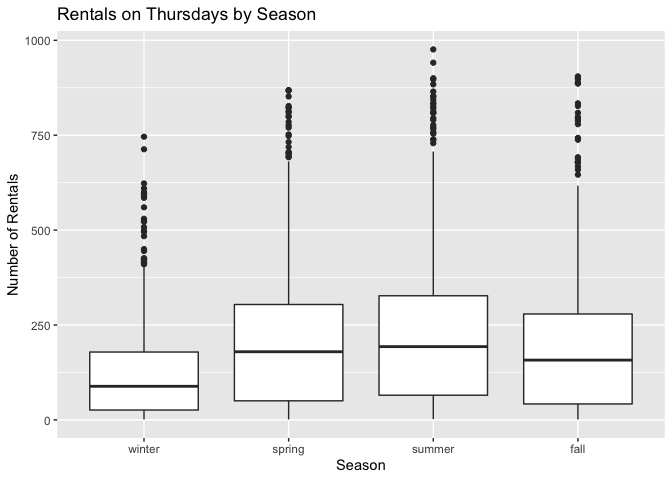 Rentals on Thursdays by Season
Number of Rentals
1000
750
500
250
0
winter spring summer fall
Season